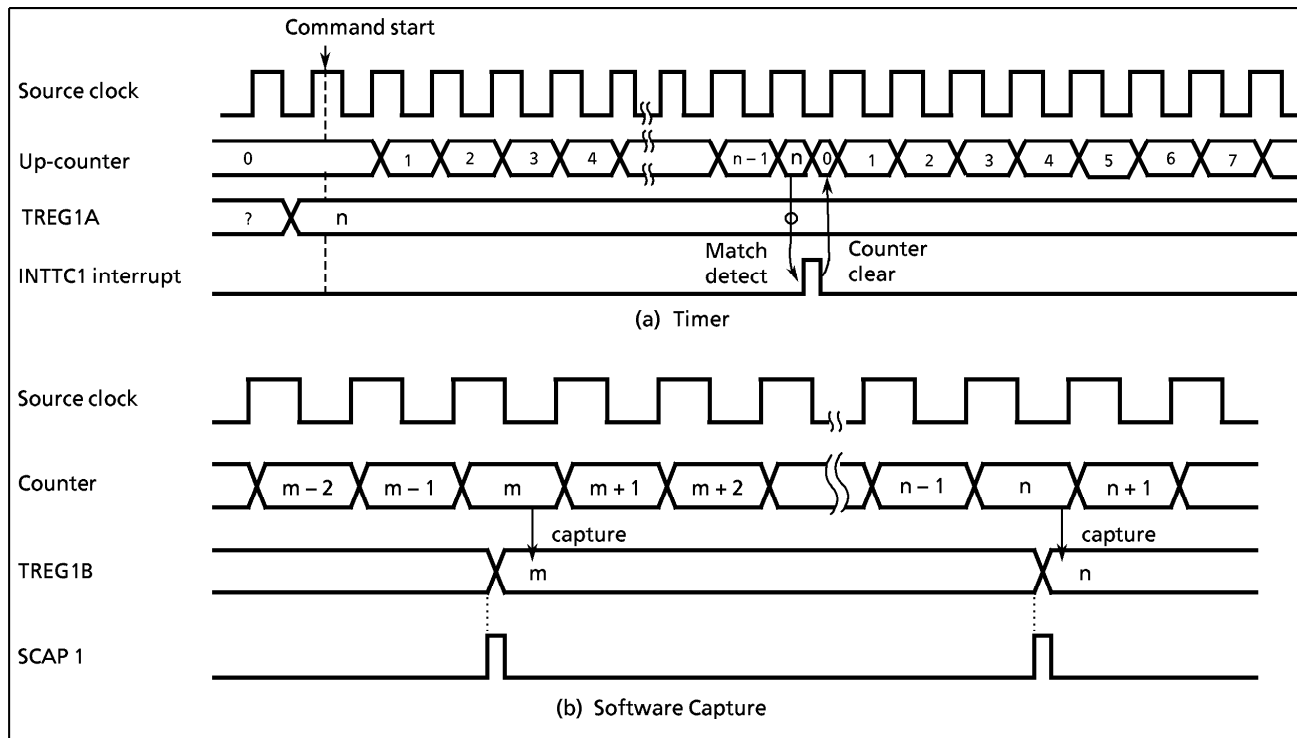 Command start
Source clock
Up-counter 0 1 2 3 4 n – 1 n 0 1 2 3 4 5 6 7
TREG1A ? n
Match detect
Counter clear
INTTC1 interrupt
(a) Timer
Source clock
Counter m – 2 m – 1 m m + 1 m + 2 n – 1 n n + 1
capture capture
TREG1B m n
SCAP 1
(b) Software Capture